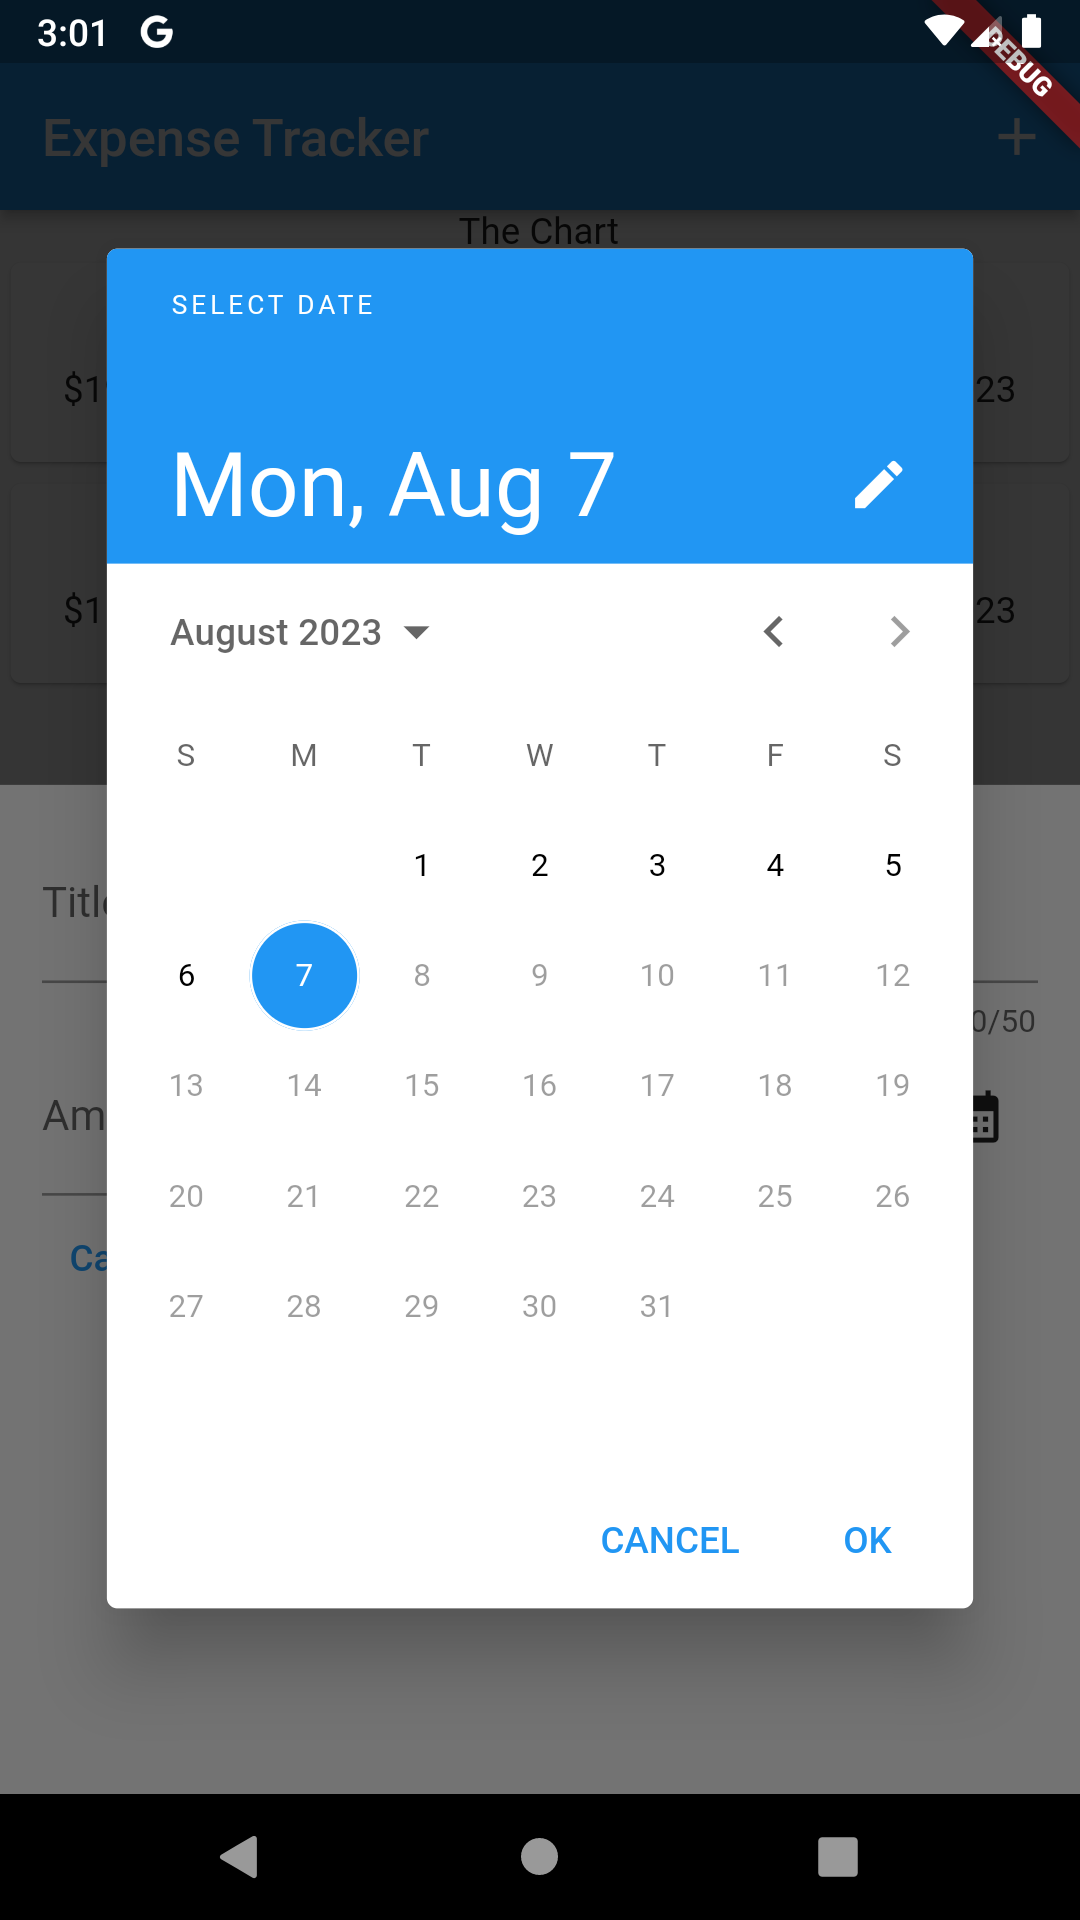 3:01 G
DEBUG
Expense Tracker +
The Chart
SELECT DATE
Mon, Aug 7
August 2023
S M T W T F S
1 2 3 4 5
6 7 8 9 10 11 12
13 14 15 16 17 18 19
20 21 22 23 24 25 26
27 28 29 30 31
0/50
CANCEL OK